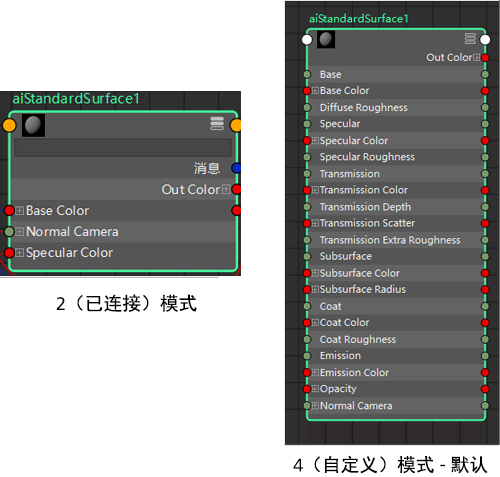 aiStandardSurface1
消息
Out Color
Base Color
Normal Camera
Specular Color
2（已连接）模式
aiStandardSurface1
Out Color
Base
Base Color
Diffuse Roughness
Specular
Specular Color
Specular Roughness
Transmission
Transmission Color
Transmission Depth
Transmission Scatter
Transmission Extra Roughness
Subsurface
Subsurface Color
Subsurface Radius
Coat
Coat Color
Coat Roughness
Emission
Emission Color
Opacity
Normal Camera
4（自定义）模式 - 默认